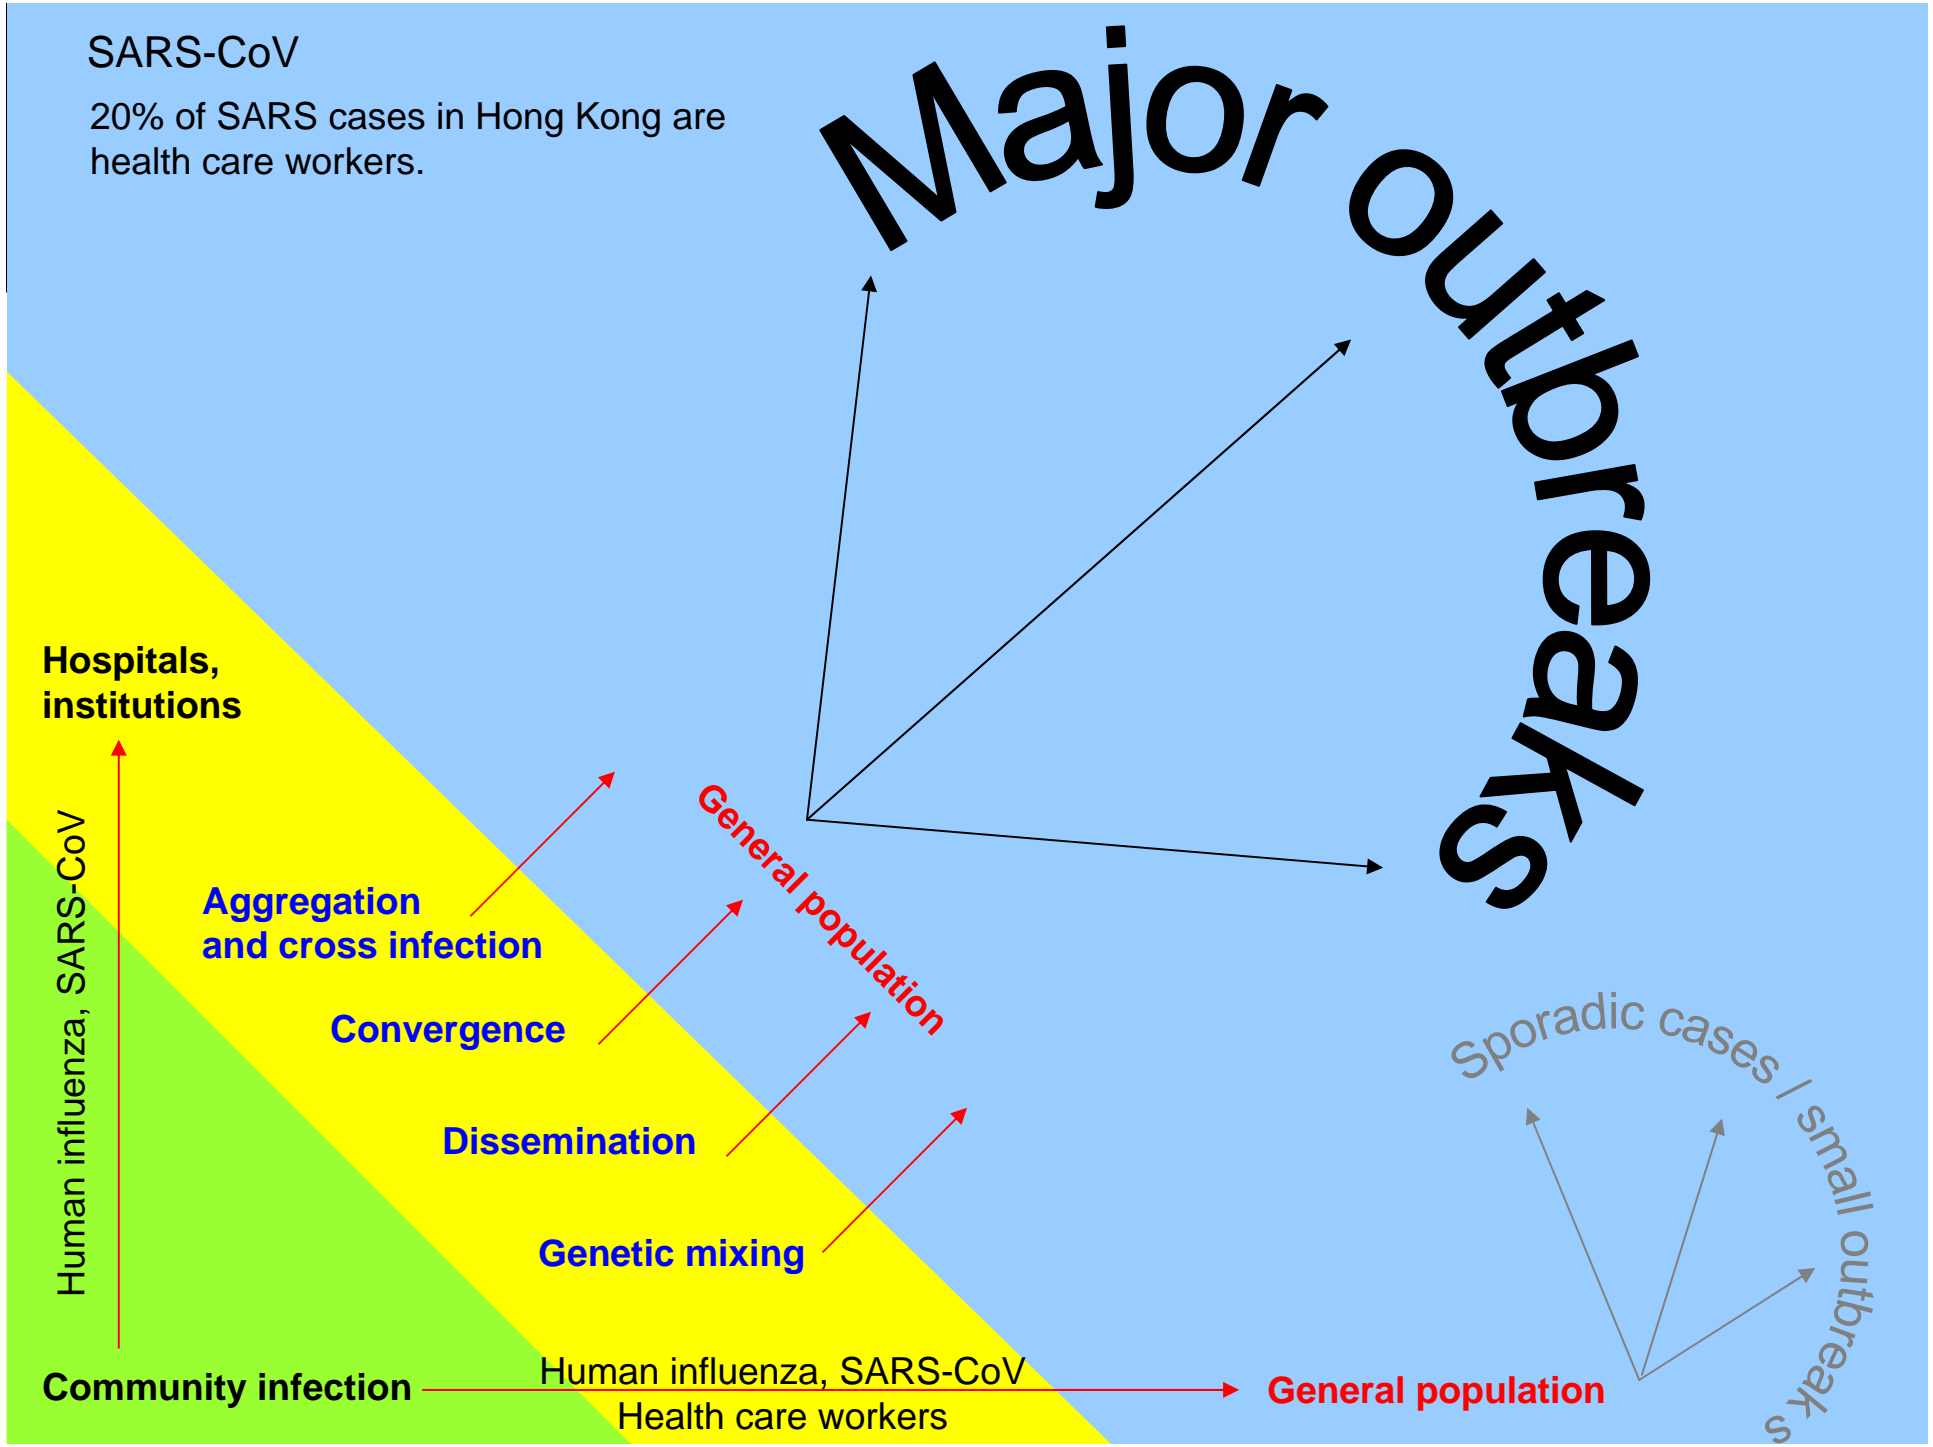 SARS-CoV
20% of SARS cases in Hong Kong are
health care workers.
Major outbreaks
Hospitals,
institutions
Human influenza, SARS-CoV
Aggregation
and cross infection
Convergence
Dissemination
Genetic mixing
General population
Sporadic cases / small outbreaks
Community infection
Human influenza, SARS-CoV
Health care workers
General population